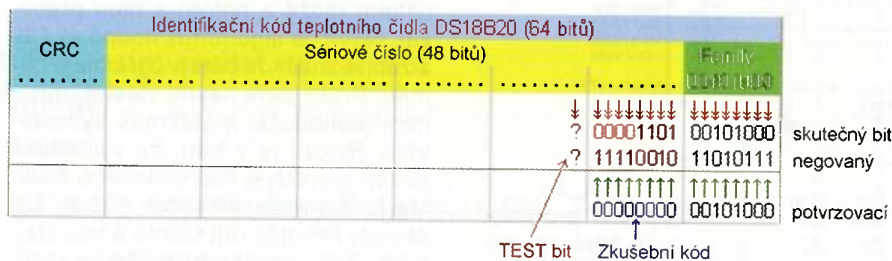 Identifikační kód teplotního čidla DS18B20 (64 bitů)
CRC Sériové číslo (48 bitů) Family
........ ........ ........ ........ ........ ........ ........ 00101000
↓ ↓↓↓↓↓↓↓↓ ↓↓↓↓↓↓↓↓
? 00001101 00101000 skutečný bit
? 11110010 11010111 negovaný
↑↑↑↑↑↑↑↑ ↑↑↑↑↑↑↑↑
00000000 00101000 potvrzovací
TEST bit Zkušební kód